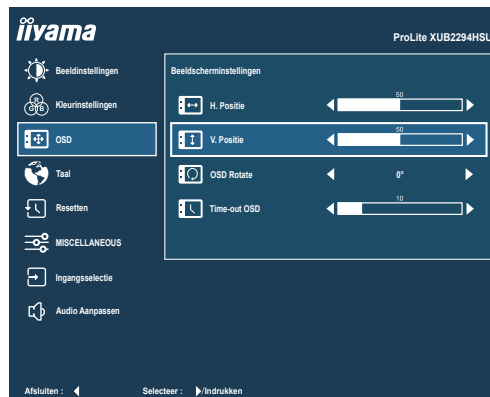 iiyama
ProLite XUB2294HSU
Beeldinstellingen
Kleurinstellingen
R
G B
OSD
Taal
Resetten
MISCELLANEOUS
Ingangsselectie
Audio Aanpassen
Beeldscherminstellingen
H. Positie
50
V. Positie
50
OSD Rotate
0°
Time-out OSD
10
Afsluiten :
Selecteer : /Indrukken